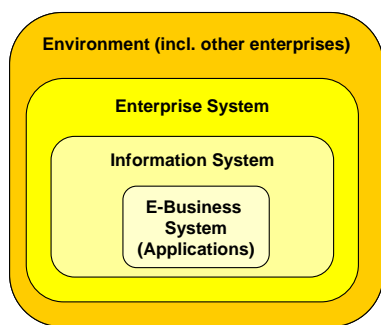 Environment (incl. other enterprises)
Enterprise System
Information System
E-Business
System
(Applications)